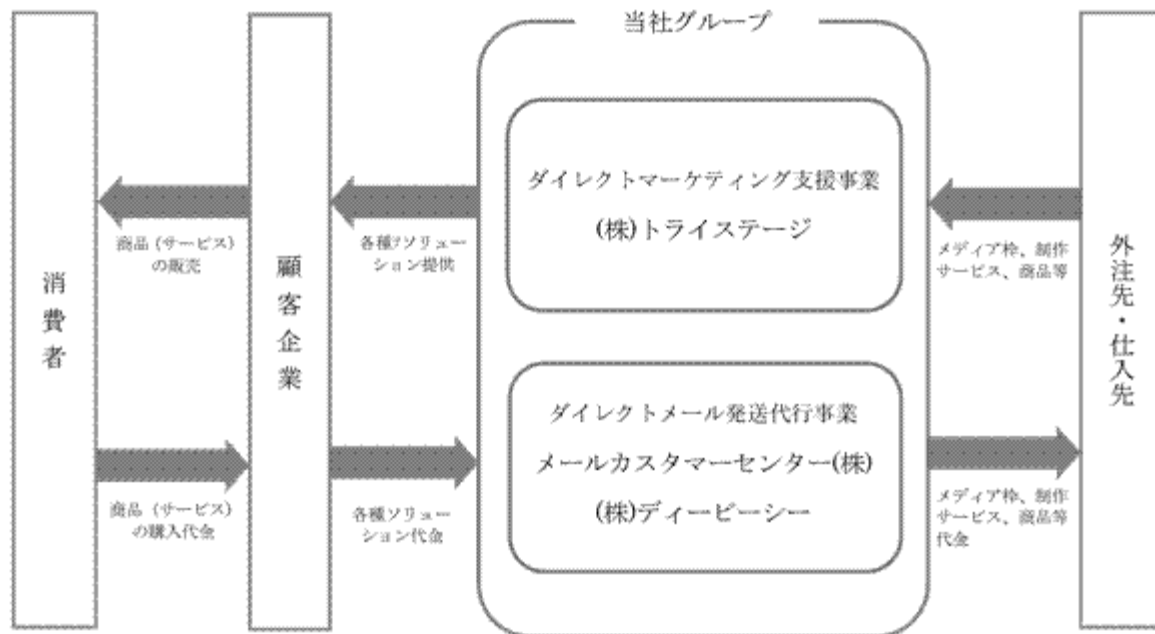 当社グループ
ダイレクトマーケティング支援事業
(株)トライステージ
ダイレクトメール発送代行事業
メールカスタマーセンター(株)
(株)ディーピーシー
消費者
顧客企業
外注先・仕入先
商品(サービス)
の販売
各種ｿリュー
ション提供
メディア枠、制作
サービス、商品等
商品(サービス)
の購入代金
各種ソリュー
ション代金
メディア枠、制作
サービス、商品等
代金